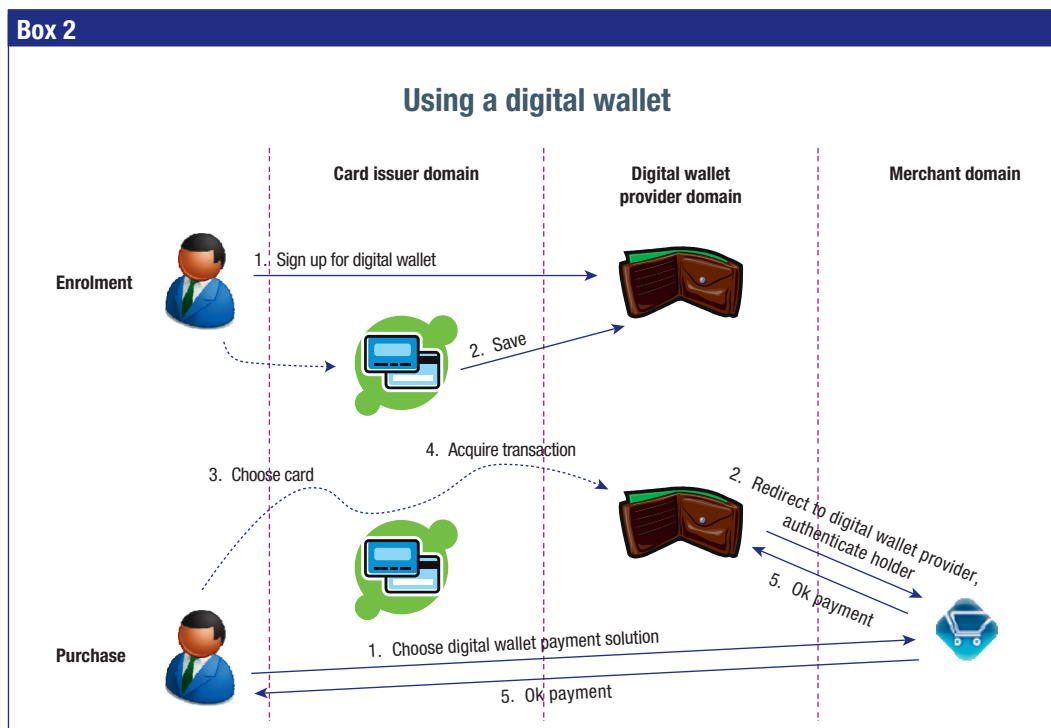 Box 2
Using a digital wallet
Card issuer domain
Digital wallet
provider domain
Merchant domain
Enrolment
1. Sign up for digital wallet
2. Save
3. Choose card
4. Acquire transaction
2. Redirect to digital wallet provider,
authenticate holder
5. Ok payment
Purchase
1. Choose digital wallet payment solution
5. Ok payment